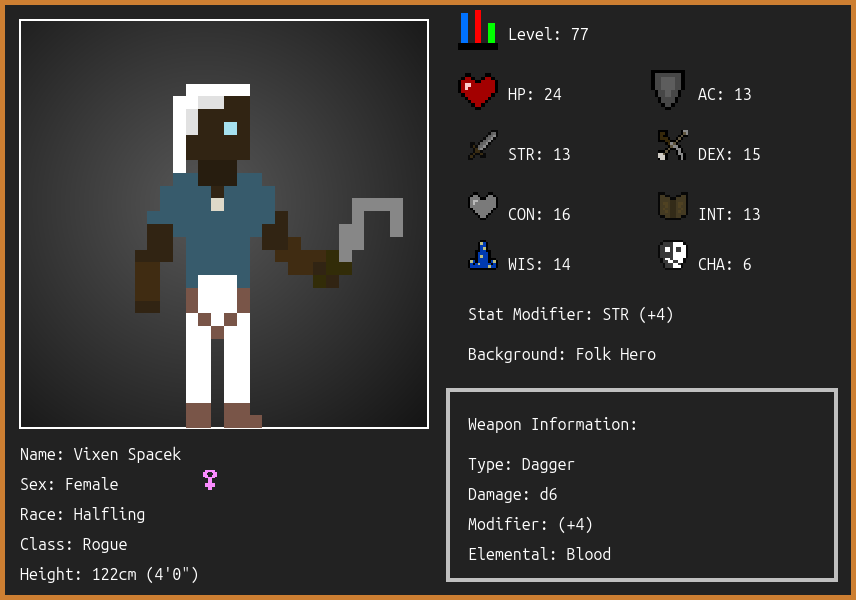 Level: 77
HP: 24
AC: 13
STR: 13
DEX: 15
CON: 16
INT: 13
WIS: 14
CHA: 6
Stat Modifier: STR (+4)
Background: Folk Hero
Weapon Information:
Type: Dagger
Damage: d6
Modifier: (+4)
Elemental: Blood
Name: Vixen Spacek
Sex: Female
Race: Halfling
Class: Rogue
Height: 122cm (4'0")